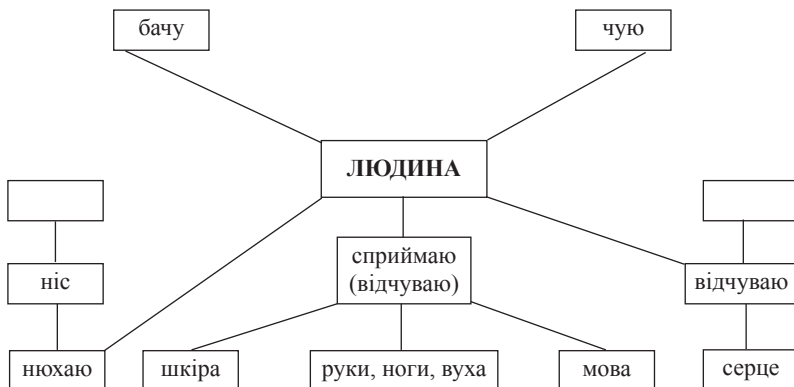 бачу
чую
ЛЮДИНА
сприймаю
(відчуваю)
ніс
відчуваю
нюхаю
шкіра
руки, ноги, вуха
мова
серце